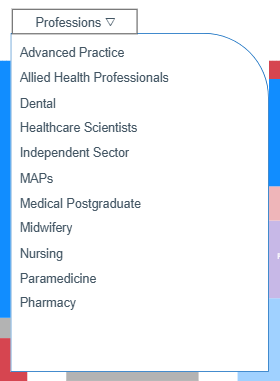 Professions ▽
Advanced Practice
Allied Health Professionals
Dental
Healthcare Scientists
Independent Sector
MAPs
Medical Postgraduate
Midwifery
Nursing
Paramedicine
Pharmacy